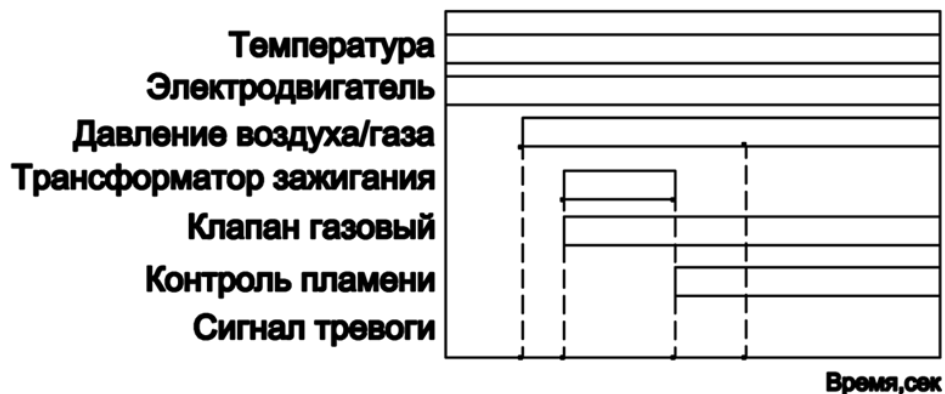 Температура
Электродвигатель
Давление воздуха/газа
Трансформатор зажигания
Клапан газовый
Контроль пламени
Сигнал тревоги
Время,сек